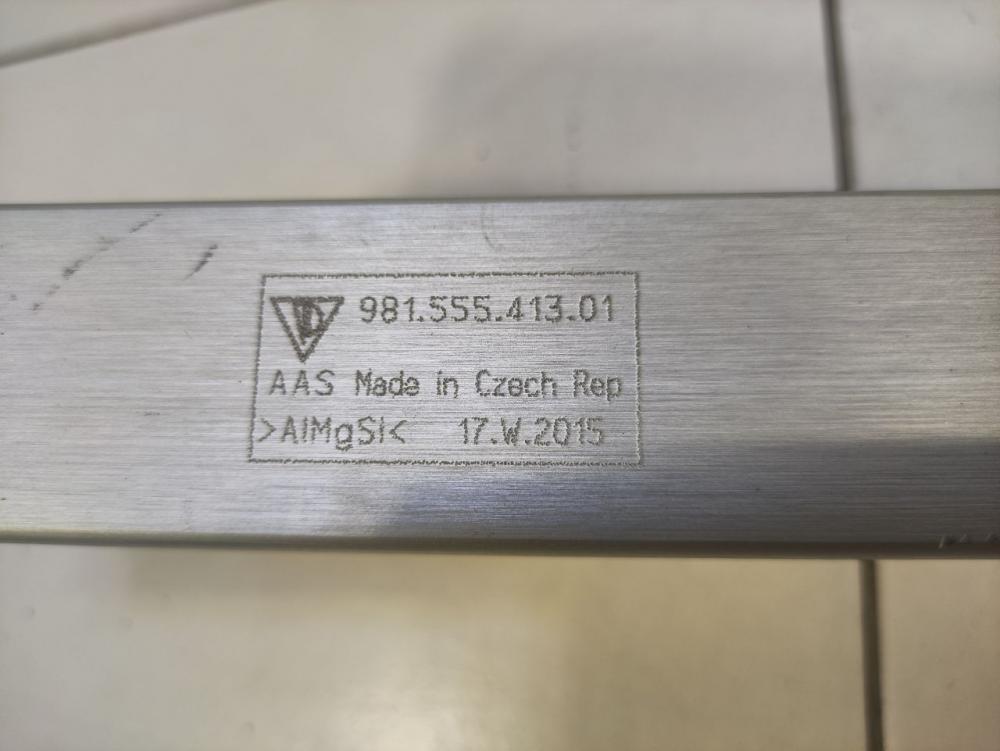 981.555.413.01
AAS Made in Czech Rep
>AlMgSi< 17.W.2015